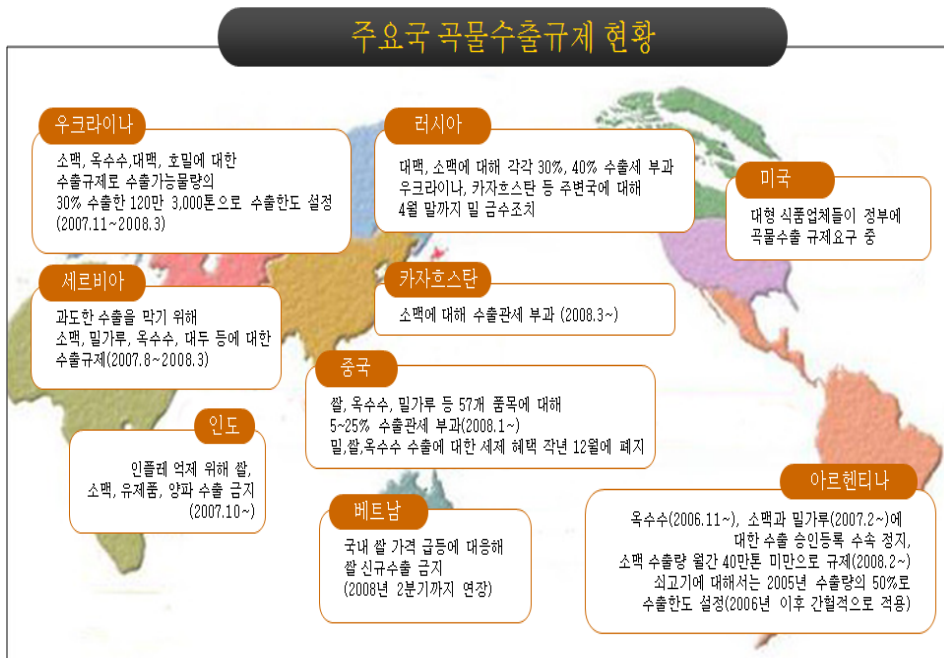 주요국 곡물수출규제 현황
우크라이나
소맥, 옥수수,대맥, 호밀에 대한
수출규제로 수출가능물량의
30% 수출한 120만 3,000톤으로 수출한도 설정
(2007.11~2008.3)
러시아
대맥, 소맥에 대해 각각 30%, 40% 수출세 부과
우크라이나, 카자흐스탄 등 주변국에 대해
4월 말까지 밀 금수조치
미국
대형 식품업체들이 정부에
곡물수출 규제요구 중
세르비아
과도한 수출을 막기 위해
소맥, 밀가루, 옥수수, 대두 등에 대한
수출규제(2007.8~2008.3)
카자흐스탄
소맥에 대해 수출관세 부과 (2008.3~)
중국
쌀, 옥수수, 밀가루 등 57개 품목에 대해
5~25% 수출관세 부과(2008.1~)
밀,쌀,옥수수 수출에 대한 세제 혜택 작년 12월에 폐지
인도
인플레 억제 위해 쌀,
소맥, 유제품, 양파 수출 금지
(2007.10~)
베트남
국내 쌀 가격 급등에 대응해
쌀 신규수출 금지
(2008년 2분기까지 연장)
아르헨티나
옥수수(2006.11~), 소맥과 밀가루(2007.2~)에
대한 수출 승인등록 수속 정지,
소맥 수출량 월간 40만톤 미만으로 규제(2008.2~)
쇠고기에 대해서는 2005년 수출량의 50%로
수출한도 설정(2006년 이후 간헐적으로 적용)